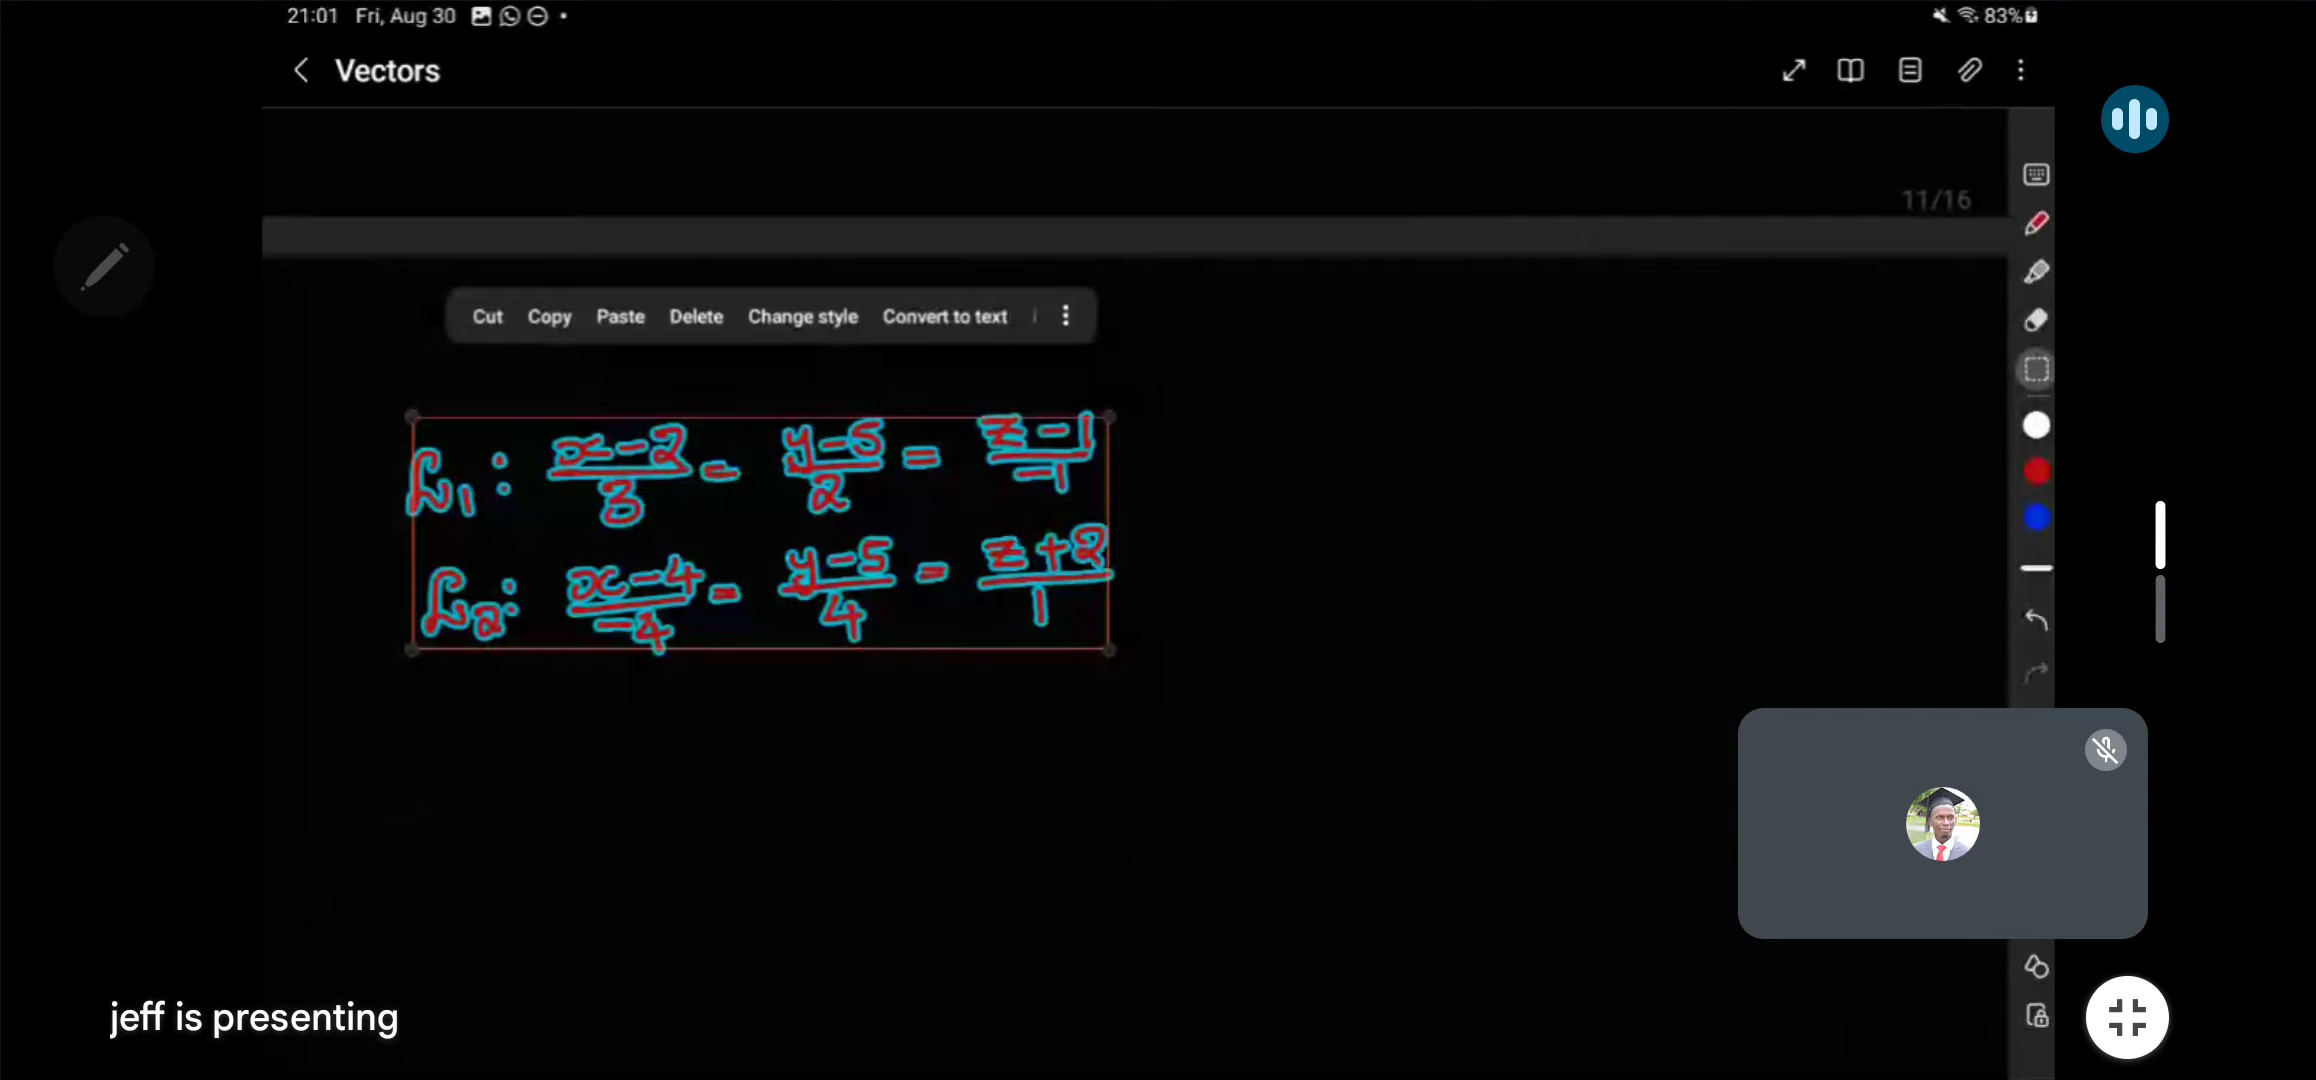 21:01 Fri, Aug 30
83%
Vectors
11/16
Cut Copy Paste Delete Change style Convert to text
L₁: (x-2)/3 = (y-5)/2 = (z-1)/-1
L₂: (x-4)/-4 = (y-5)/4 = (z+2)/1
jeff is presenting